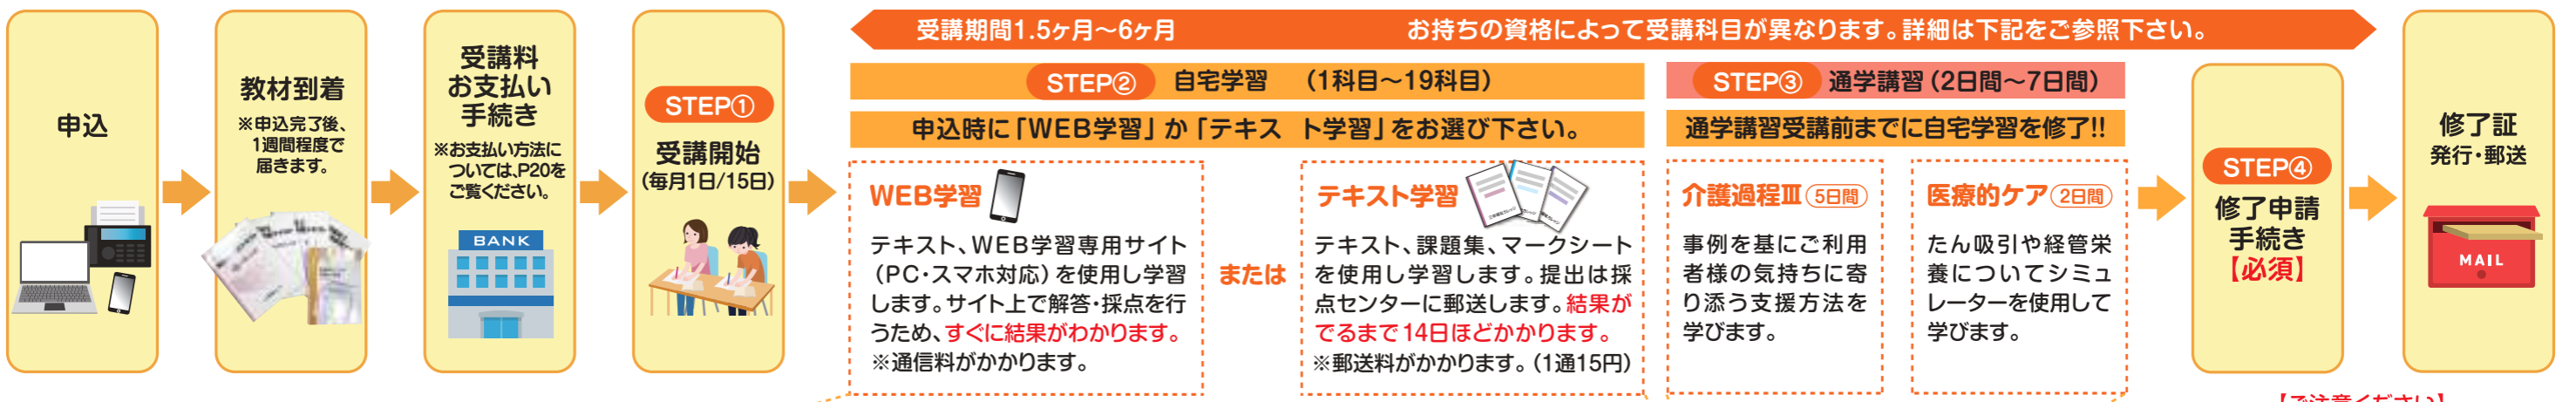 申込
教材到着
※申込完了後、
1週間程度で
届きます。
受講料
お支払い
手続き
※お支払い方法に
ついては、P20を
ご覧ください。
BANK
STEP①
受講開始
(毎月1日/15日)
受講期間1.5ヶ月〜6ヶ月 お持ちの資格によって受講科目が異なります。詳細は下記をご参照下さい。
STEP② 自宅学習 (1科目〜19科目)
申込時に「WEB学習」か「テキス ト学習」をお選び下さい。
WEB学習
テキスト、WEB学習専用サイト
(PC・スマホ対応)を使用し学習
します。サイト上で解答・採点を行
うため、すぐに結果がわかります。
※通信料がかかります。
または
テキスト学習
テキスト、課題集、マークシート
を使用し学習します。提出は採
点センターに郵送します。結果が
でるまで14日ほどかかります。
※郵送料がかかります。(1通15円)
STEP③ 通学講習(2日間〜7日間)
通学講習受講前までに自宅学習を修了!!
介護過程Ⅲ 5日間
事例を基にご利用
者様の気持ちに寄
り添う支援方法を
学びます。
医療的ケア 2日間
たん吸引や経管栄
養についてシミュ
レーターを使用して
学びます。
STEP④
修了申請
手続き
【必須】
修了証
発行・郵送
MAIL
【ご注意ください】